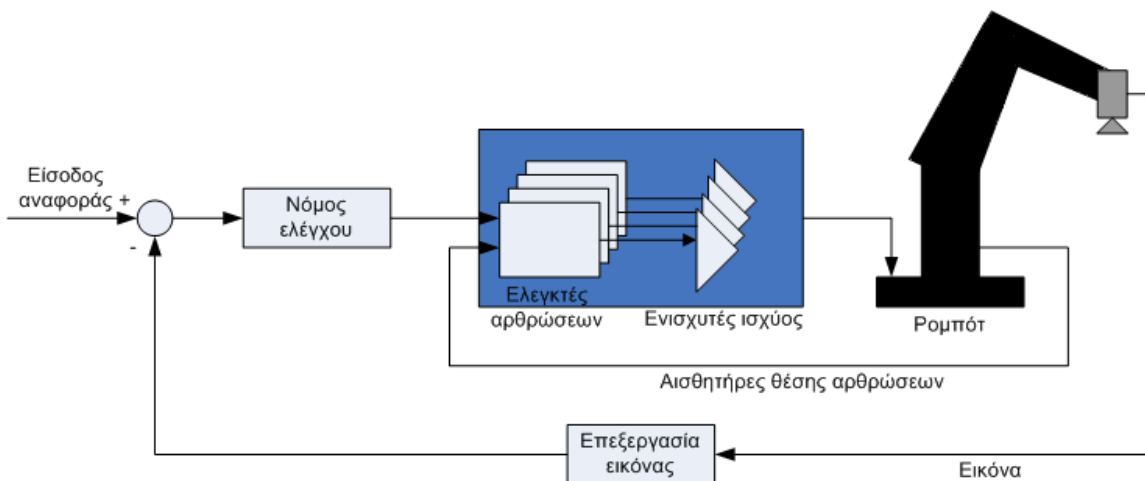 Είσοδος
αναφοράς +
-
Νόμος
ελέγχου
Ελεγκτές
αρθρώσεων
Ενισχυτές ισχύος
Ρομπότ
Αισθητήρες θέσης αρθρώσεων
Επεξεργασία
εικόνας
Εικόνα